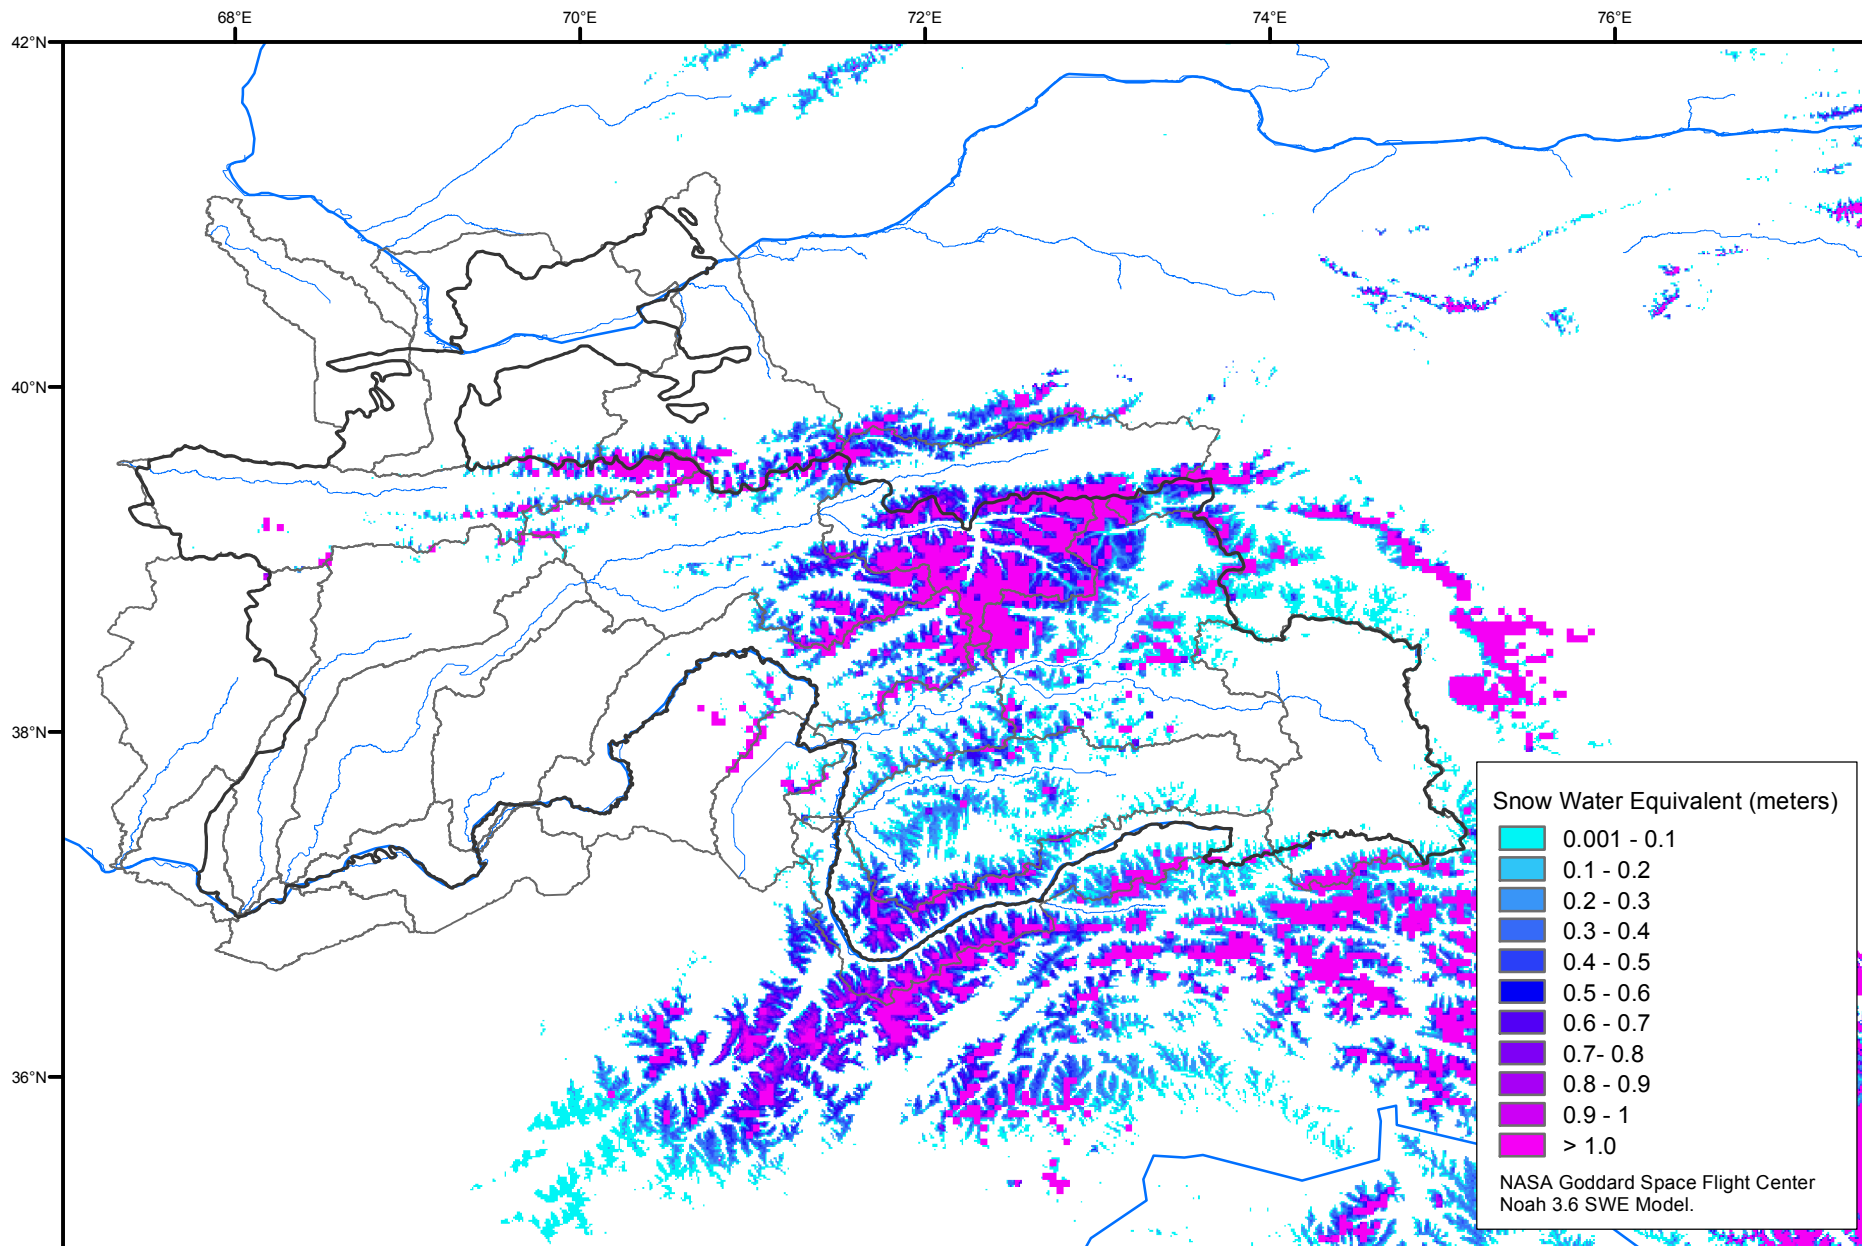 68°E 70°E 72°E 74°E 76°E
42°N
40°N
38°N
36°N
Snow Water Equivalent (meters)
0.001 - 0.1
0.1 - 0.2
0.2 - 0.3
0.3 - 0.4
0.4 - 0.5
0.5 - 0.6
0.6 - 0.7
0.7- 0.8
0.8 - 0.9
0.9 - 1
> 1.0
NASA Goddard Space Flight Center
Noah 3.6 SWE Model.